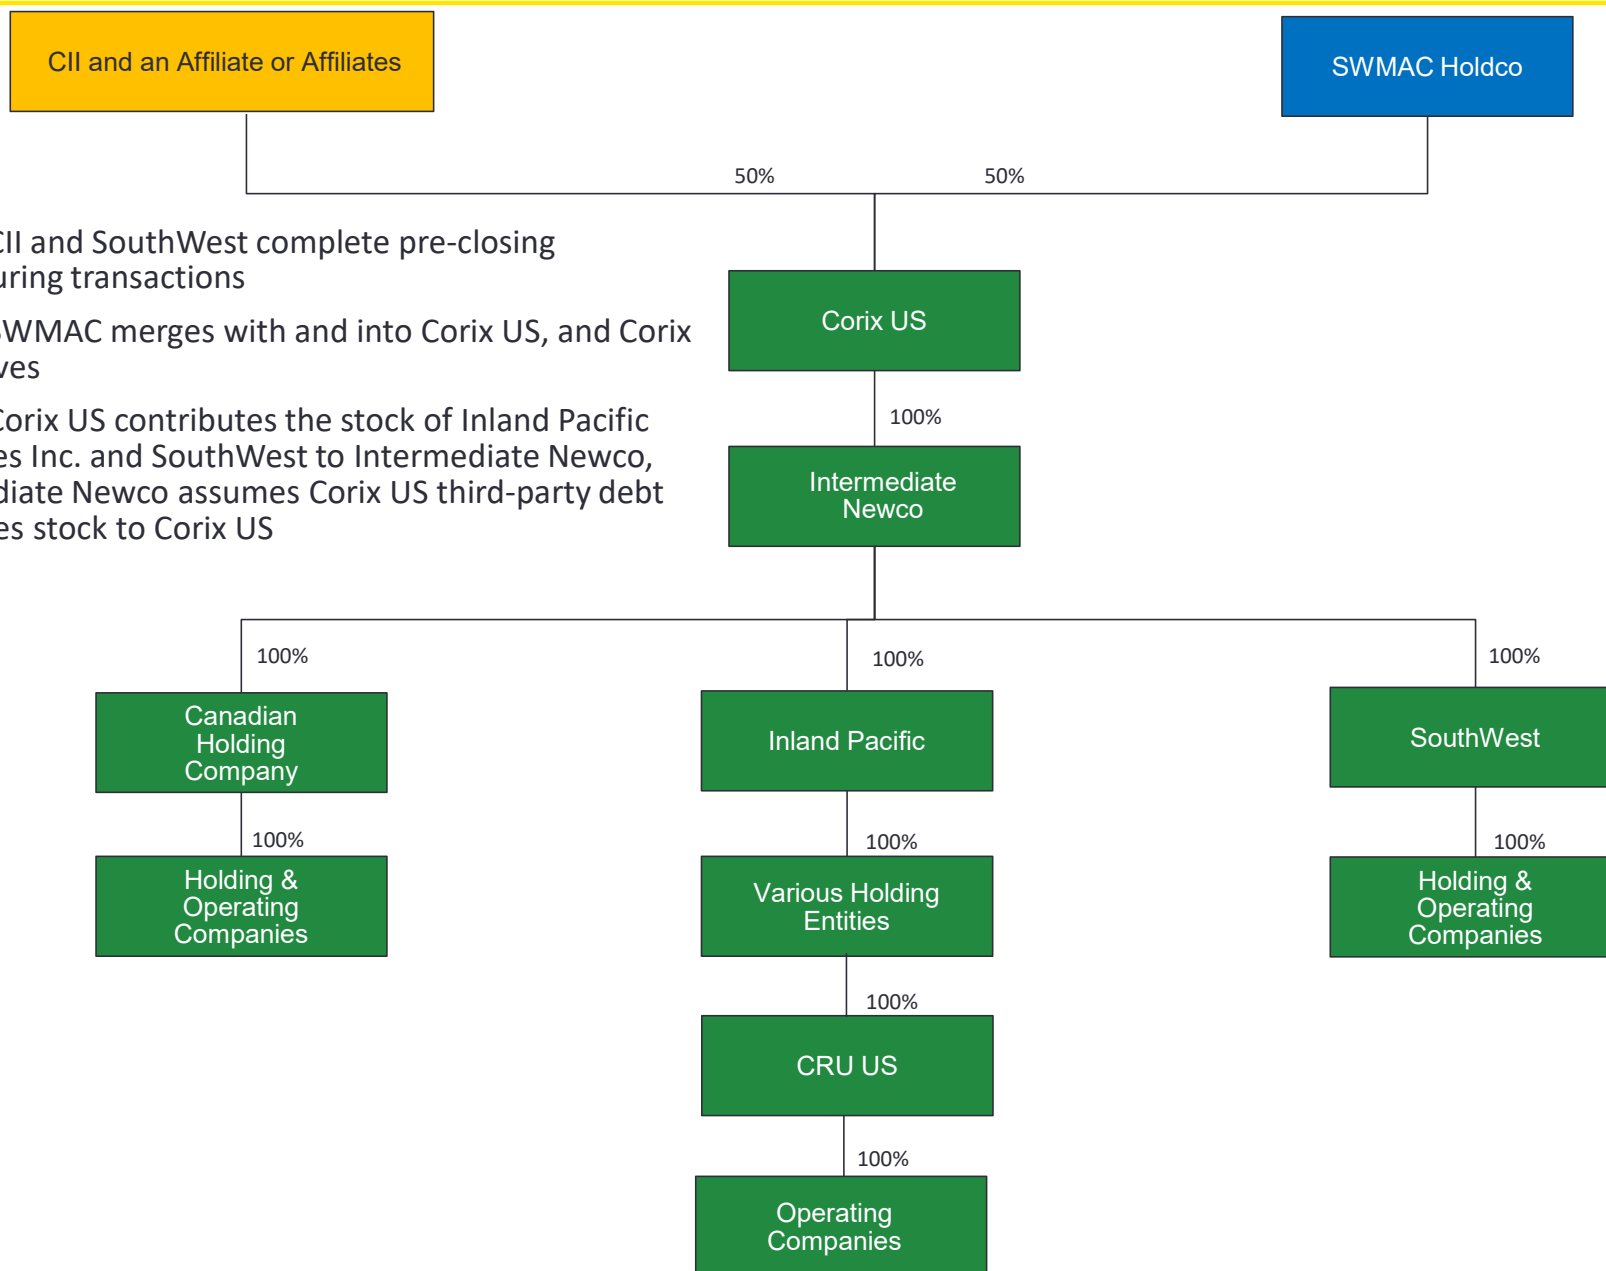 CII and an Affiliate or Affiliates
SWMAC Holdco
50%
50%
CII and SouthWest complete pre-closing
uring transactions
SWMAC merges with and into Corix US, and Corix
ves
Corix US contributes the stock of Inland Pacific
es Inc. and SouthWest to Intermediate Newco,
diate Newco assumes Corix US third-party debt
es stock to Corix US
Corix US
100%
Intermediate
Newco
100%
100%
100%
Canadian
Holding
Company
Inland Pacific
SouthWest
100%
100%
100%
Holding &
Operating
Companies
Various Holding
Entities
Holding &
Operating
Companies
100%
CRU US
100%
Operating
Companies